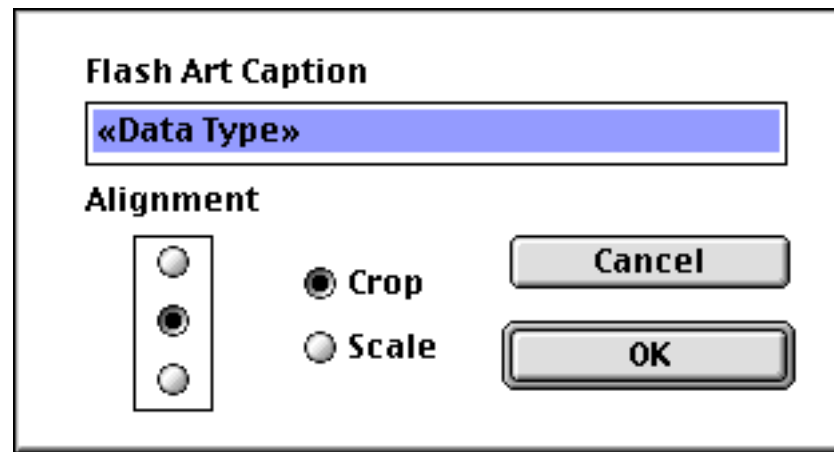 Flash Art Caption
«Data Type»
Alignment
Crop
Cancel
Scale
OK